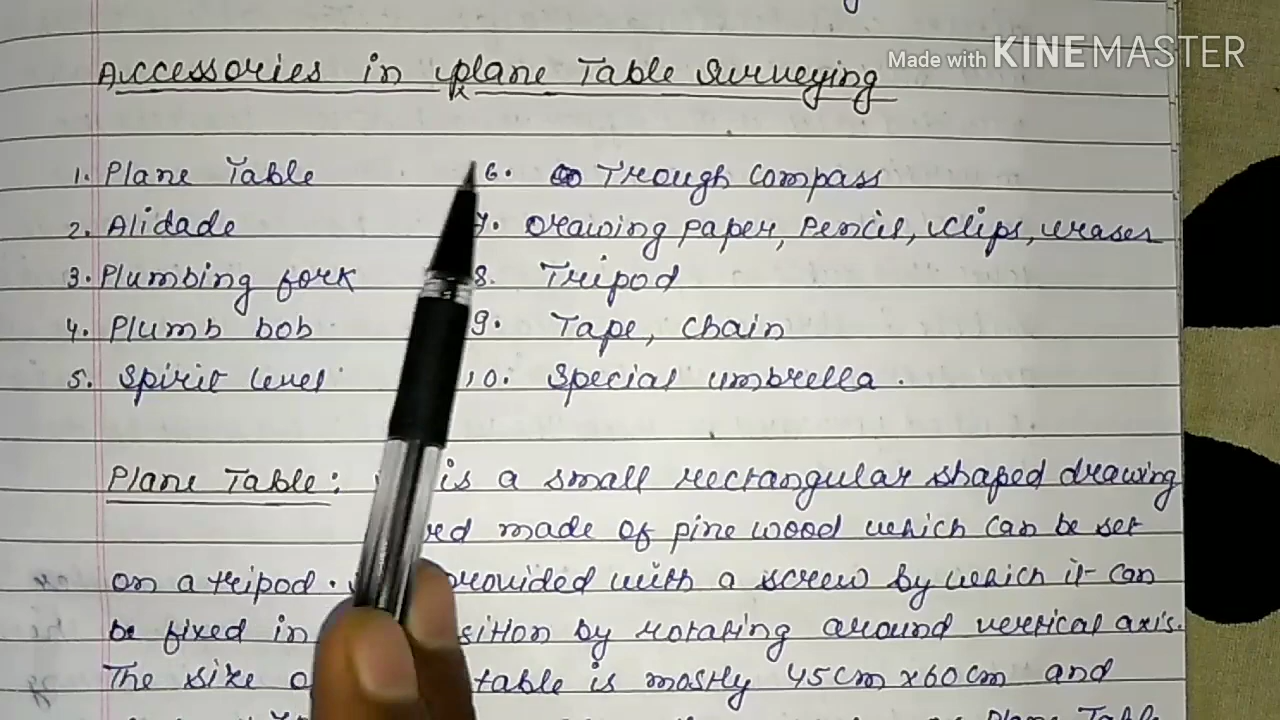 Made with KINEMASTER
Accessories in plane Table Surveying
1. Plane Table
2. Alidade
3. Plumbing fork
4. Plumb bob
5. Spirit level
6. Trough Compass
7. Drawing paper, Pencil, Clips, eraser
8. Tripod
9. Tape, Chain
10. Special umbrella.
Plane Table: is a small rectangular shaped drawing
made of pine wood which can be set
on a tripod. provided with a screw by which it can
be fixed in by rotating around vertical axis.
The size table is mostly 45cm x 60cm and
Plane Table